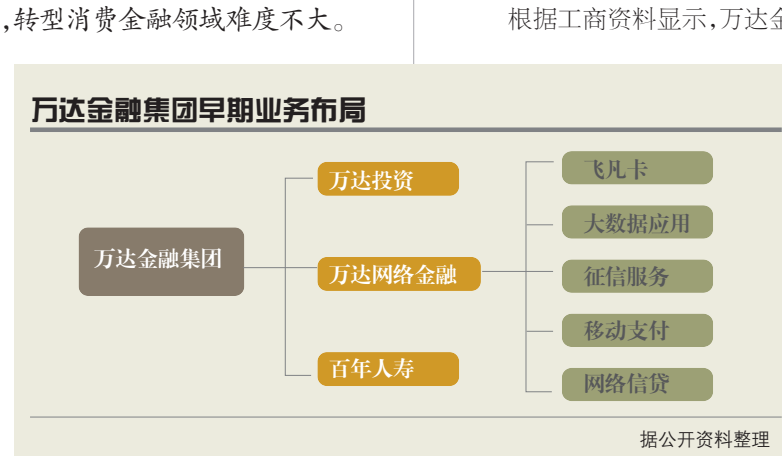 ,转型消费金融领域难度不大。
根据工商资料显示,万达金
万达金融集团早期业务布局
万达金融集团
万达投资
万达网络金融
百年人寿
飞凡卡
大数据应用
征信服务
移动支付
网络信贷
据公开资料整理